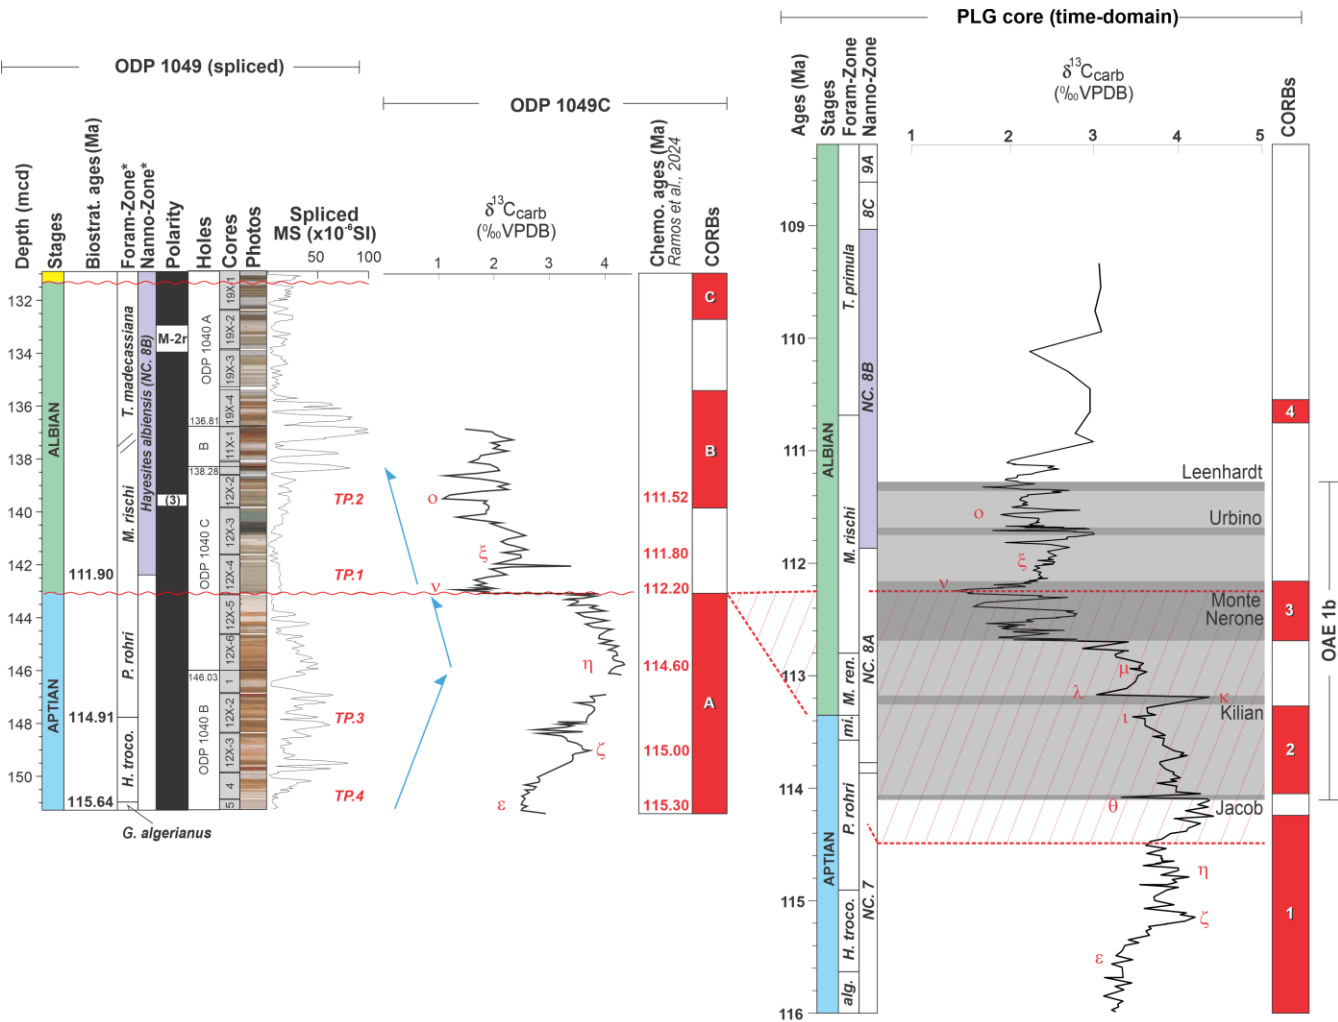 PLG core (time-domain)
ODP 1049 (spliced)
ODP 1049C
Depth (mcd)
Stages
Biostrat. ages (Ma)
Foram-Zone*
Nanno-Zone*
Polarity
Holes
Cores
Photos
Spliced
MS (x10⁻⁶SI)
50 100
δ¹³Ccarb
(‰VPDB)
1 2 3 4
Chemo. ages (Ma)
Ramos et al., 2024
CORBs
132
134
136
138
140
142
144
146
148
150
ALBIAN
APTIAN
111.90
114.91
115.64
T. madecassiana
M. rischi
P. rohri
H. troco.
G. algerianus
Hayesites albiensis (NC. 8B)
M-2r
(3)
ODP 1040 A
136.81
B
138.28
ODP 1040 C
146.03
ODP 1040 B
19X-1
19X-2
19X-3
19X-4
11X-1
12X-2
12X-3
12X-4
12X-5
12X-6
1
12X-2
12X-3
4
5
TP.2
TP.1
TP.3
TP.4
ο
ξ
ν
η
ζ
ε
111.52
111.80
112.20
114.60
115.00
115.30
C
B
A
Ages (Ma)
Stages
Foram-Zone
Nanno-Zone
δ¹³Ccarb
(‰VPDB)
1 2 3 4 5
CORBs
109
110
111
112
113
114
115
116
ALBIAN
APTIAN
T. primula
M. rischi
M. ren.
mi.
P. rohri
H. troco.
alg.
9A
8C
NC. 8B
NC. 8A
NC. 7
Leenhardt
ο
Urbino
ξ
ν
Monte
Nerone
μ
λ
κ
ι
Kilian
θ
Jacob
η
ζ
ε
4
3
2
1
OAE 1b